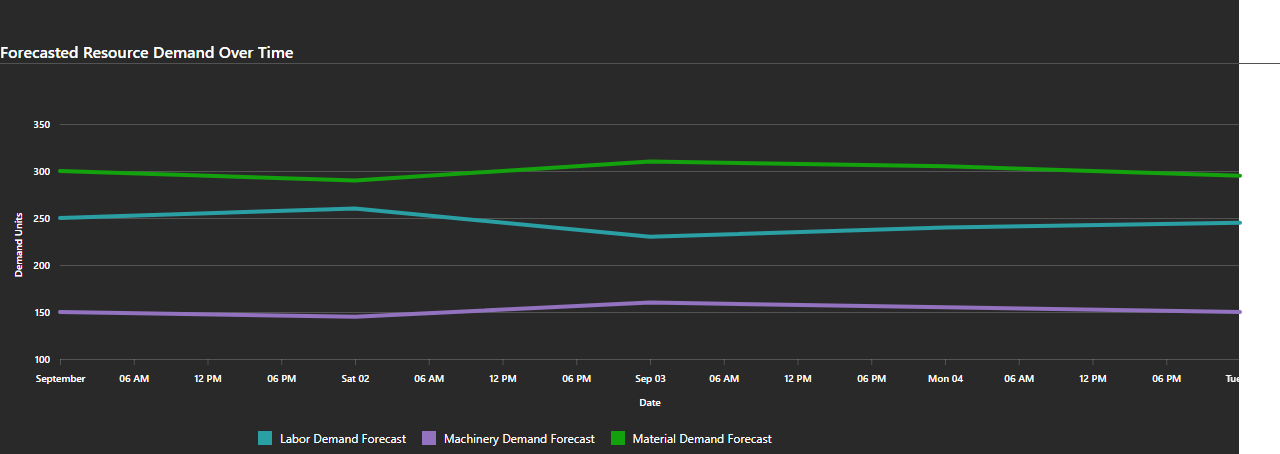 Forecasted Resource Demand Over Time
350
300
250
200
150
100
Demand Units
September 06 AM 12 PM 06 PM Sat 02 06 AM 12 PM 06 PM Sep 03 06 AM 12 PM 06 PM Mon 04 06 AM 12 PM 06 PM Tue
Date
Labor Demand Forecast Machinery Demand Forecast Material Demand Forecast